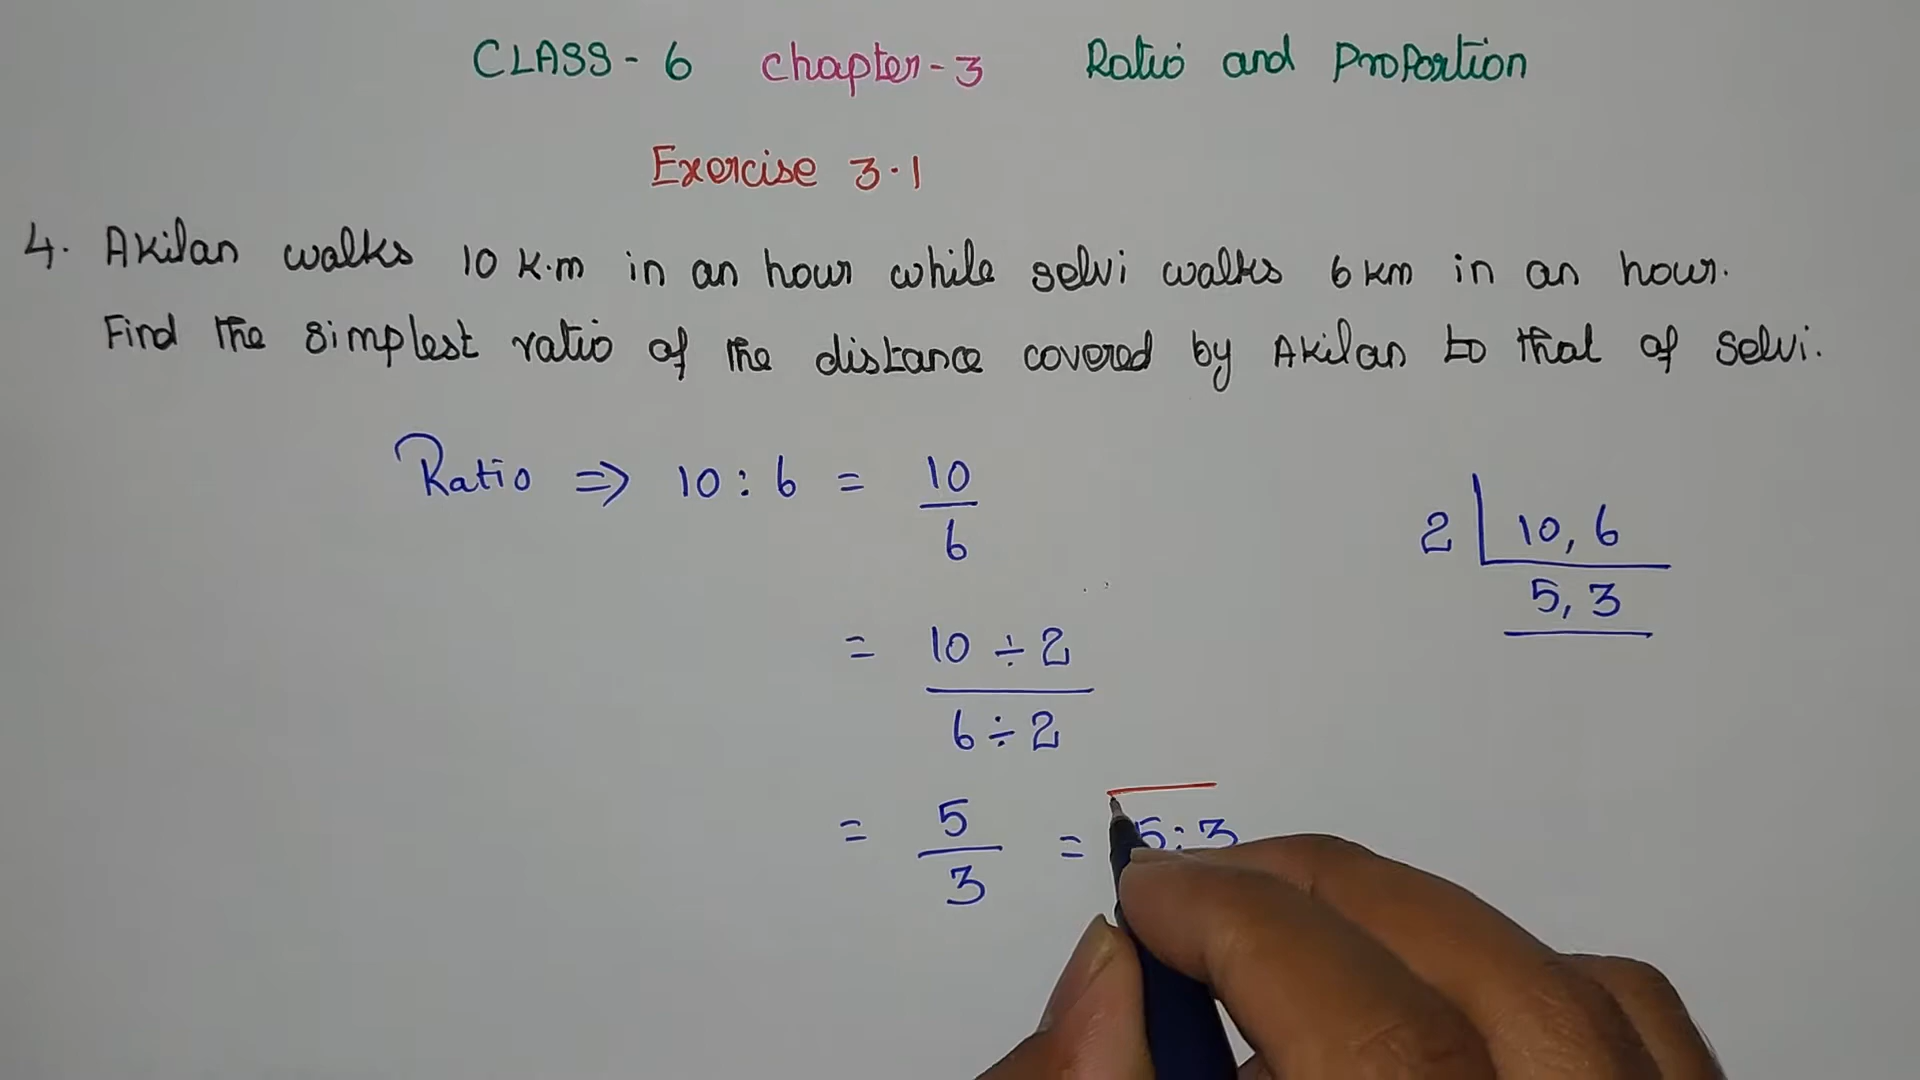 CLASS - 6 chapter - 3 Ratio and Proportion
Exercise 3.1
4. Akilan walks 10 k.m in an hour while selvi walks 6 km in an hour.
Find the simplest ratio of the distance covered by Akilan to that of selvi.
Ratio ⇒ 10 : 6 = 10/6
2 | 10, 6
5, 3
= 10 ÷ 2 / 6 ÷ 2
= 5/3 = 5:3